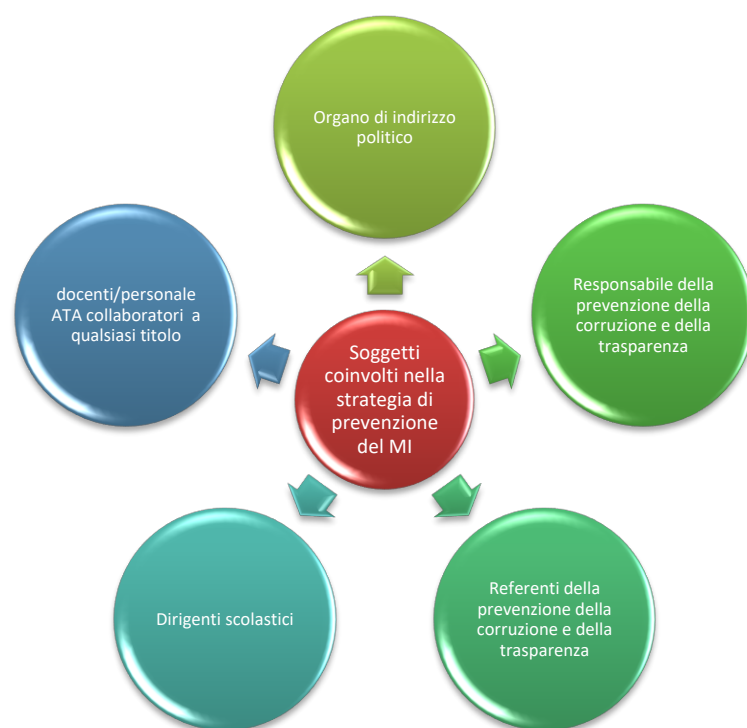 Organo di indirizzo
politico
Responsabile della
prevenzione della
corruzione e della
trasparenza
Referenti della
prevenzione della
corruzione e della
trasparenza
Dirigenti scolastici
docenti/personale
ATA collaboratori a
qualsiasi titolo
Soggetti
coinvolti nella
strategia di
prevenzione
del MI